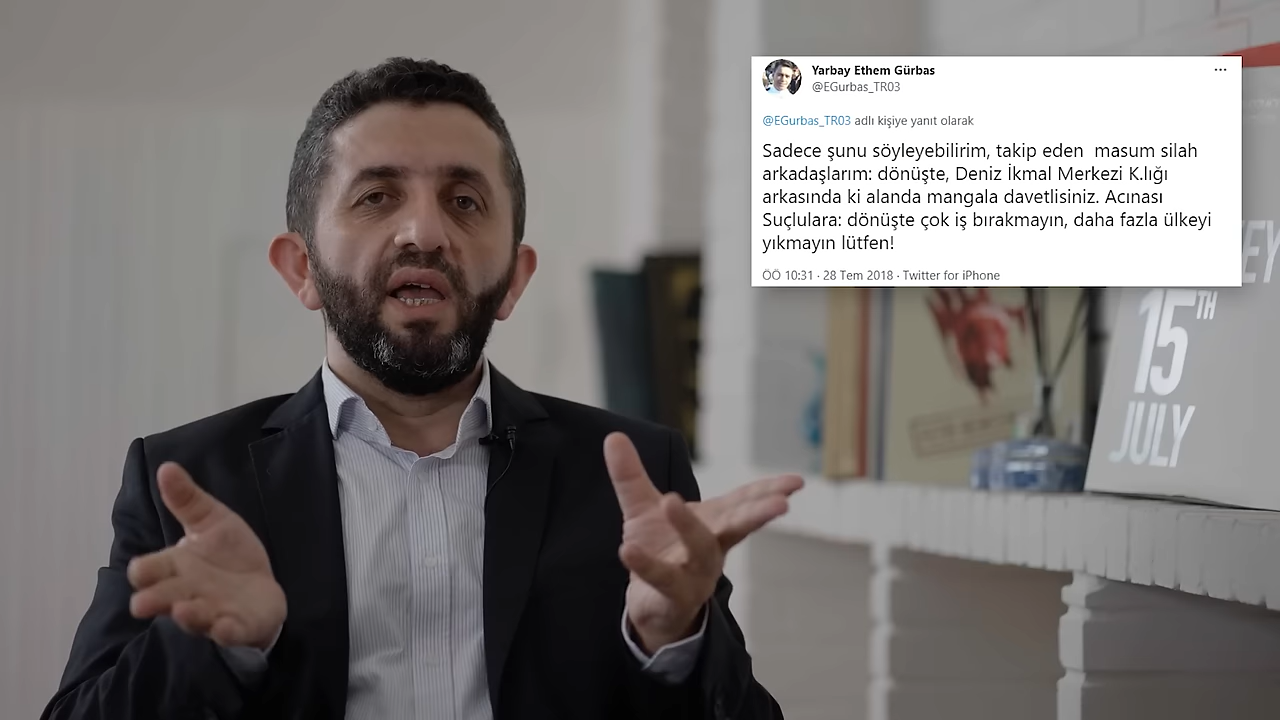 Yarbay Ethem Gürbas
@EGurbas_TR03
@EGurbas_TR03 adlı kişiye yanıt olarak
Sadece şunu söyleyebilirim, takip eden  masum silah
arkadaşlarım: dönüşte, Deniz İkmal Merkezi K.lığı
arkasında ki alanda mangala davetlisiniz. Acınası
Suçlulara: dönüşte çok iş bırakmayın, daha fazla ülkeyi
yıkmayın lütfen!
ÖÖ 10:31 · 28 Tem 2018 · Twitter for iPhone
EY
15TH
JULY